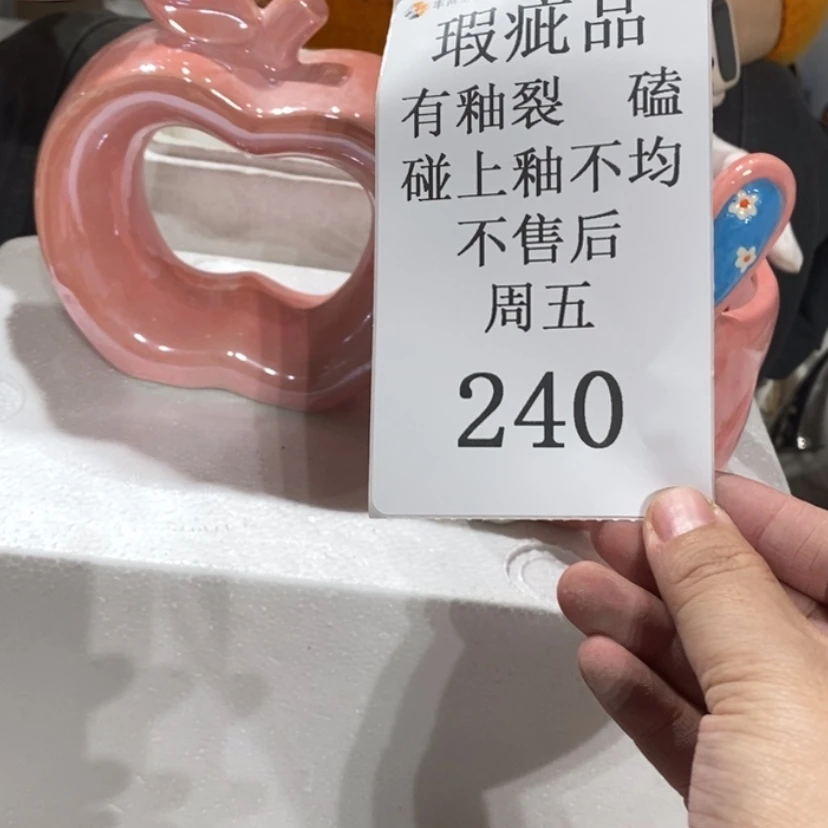 瑕疵品
有釉裂 磕
碰上釉不均
不售后
周五
240